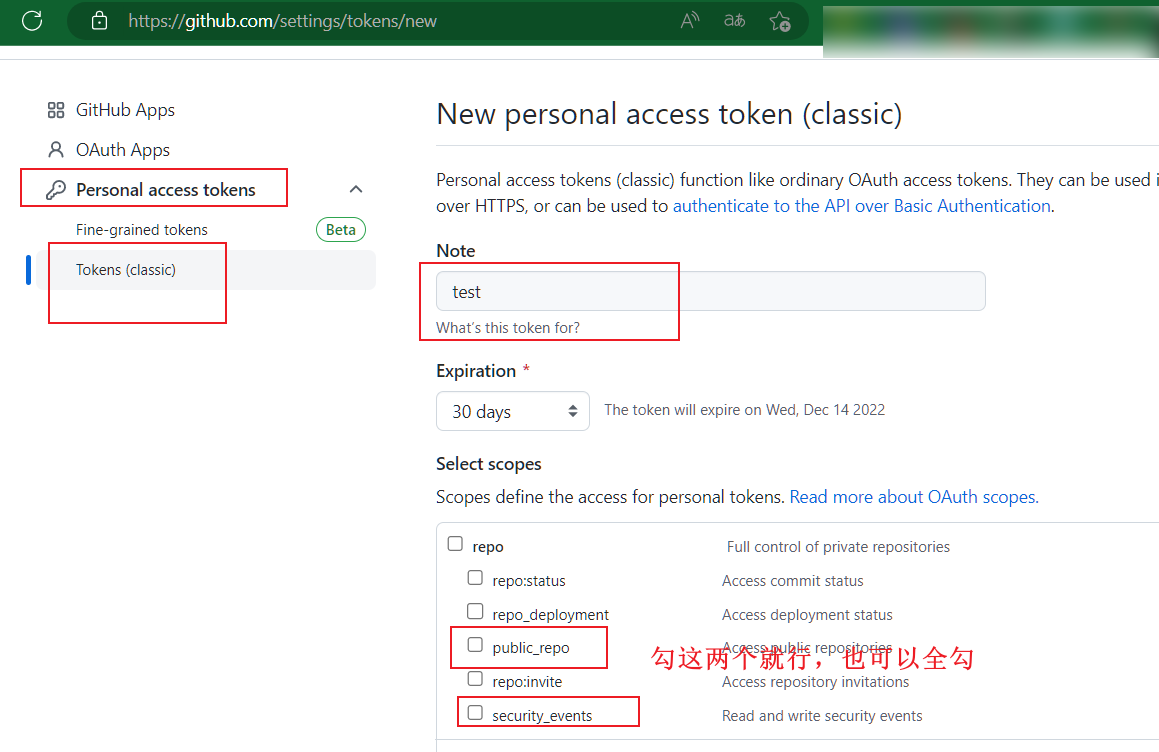 https://github.com/settings/tokens/new
GitHub Apps
OAuth Apps
Personal access tokens
Fine-grained tokens
Beta
Tokens (classic)
New personal access token (classic)
Personal access tokens (classic) function like ordinary OAuth access tokens. They can be used i
over HTTPS, or can be used to authenticate to the API over Basic Authentication.
Note
test
What's this token for?
Expiration *
30 days
The token will expire on Wed, Dec 14 2022
Select scopes
Scopes define the access for personal tokens. Read more about OAuth scopes.
repo Full control of private repositories
repo:status Access commit status
repo_deployment Access deployment status
public_repo Access public repositories
勾这两个就行，也可以全勾
repo:invite Access repository invitations
security_events Read and write security events